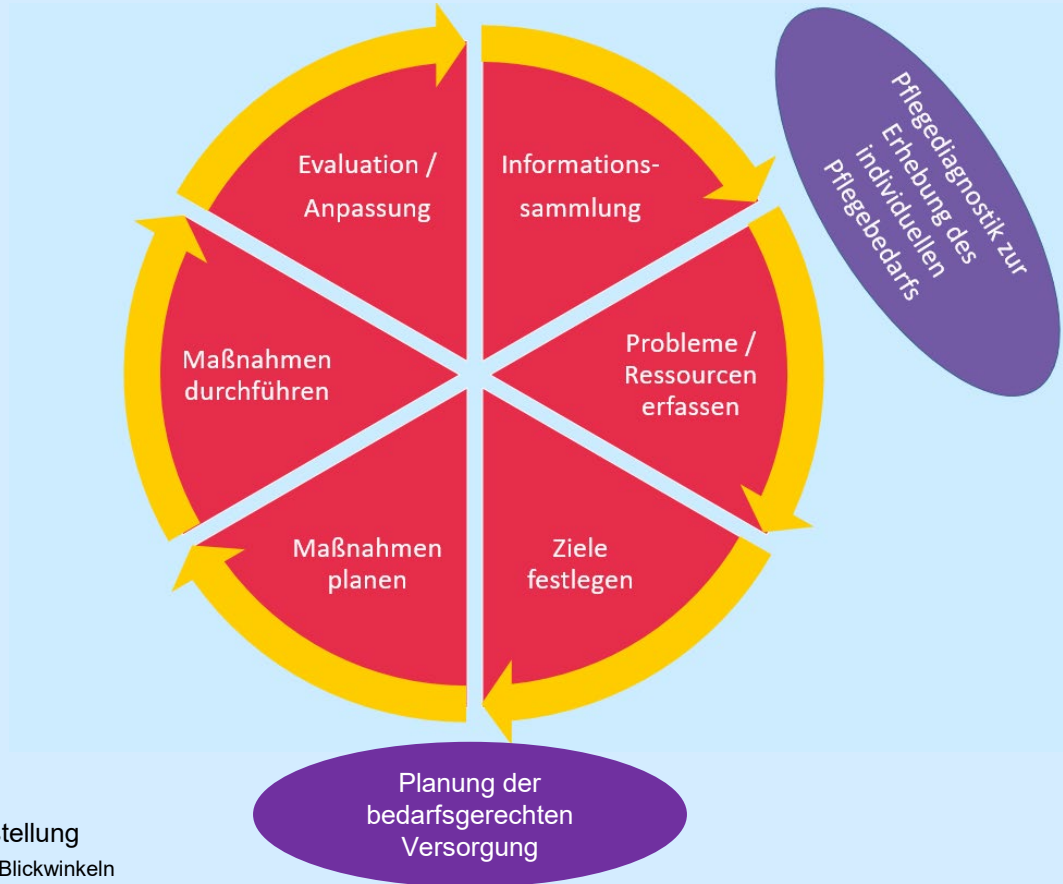 Evaluation /
Anpassung
Informations-
sammlung
Pflegediagnostik zur
Erhebung des
individuellen
Pflegebedarfs
Probleme /
Ressourcen
erfassen
Maßnahmen
durchführen
Maßnahmen
planen
Ziele
festlegen
Planung der
bedarfsgerechten
Versorgung
tellung
Blickwinkeln